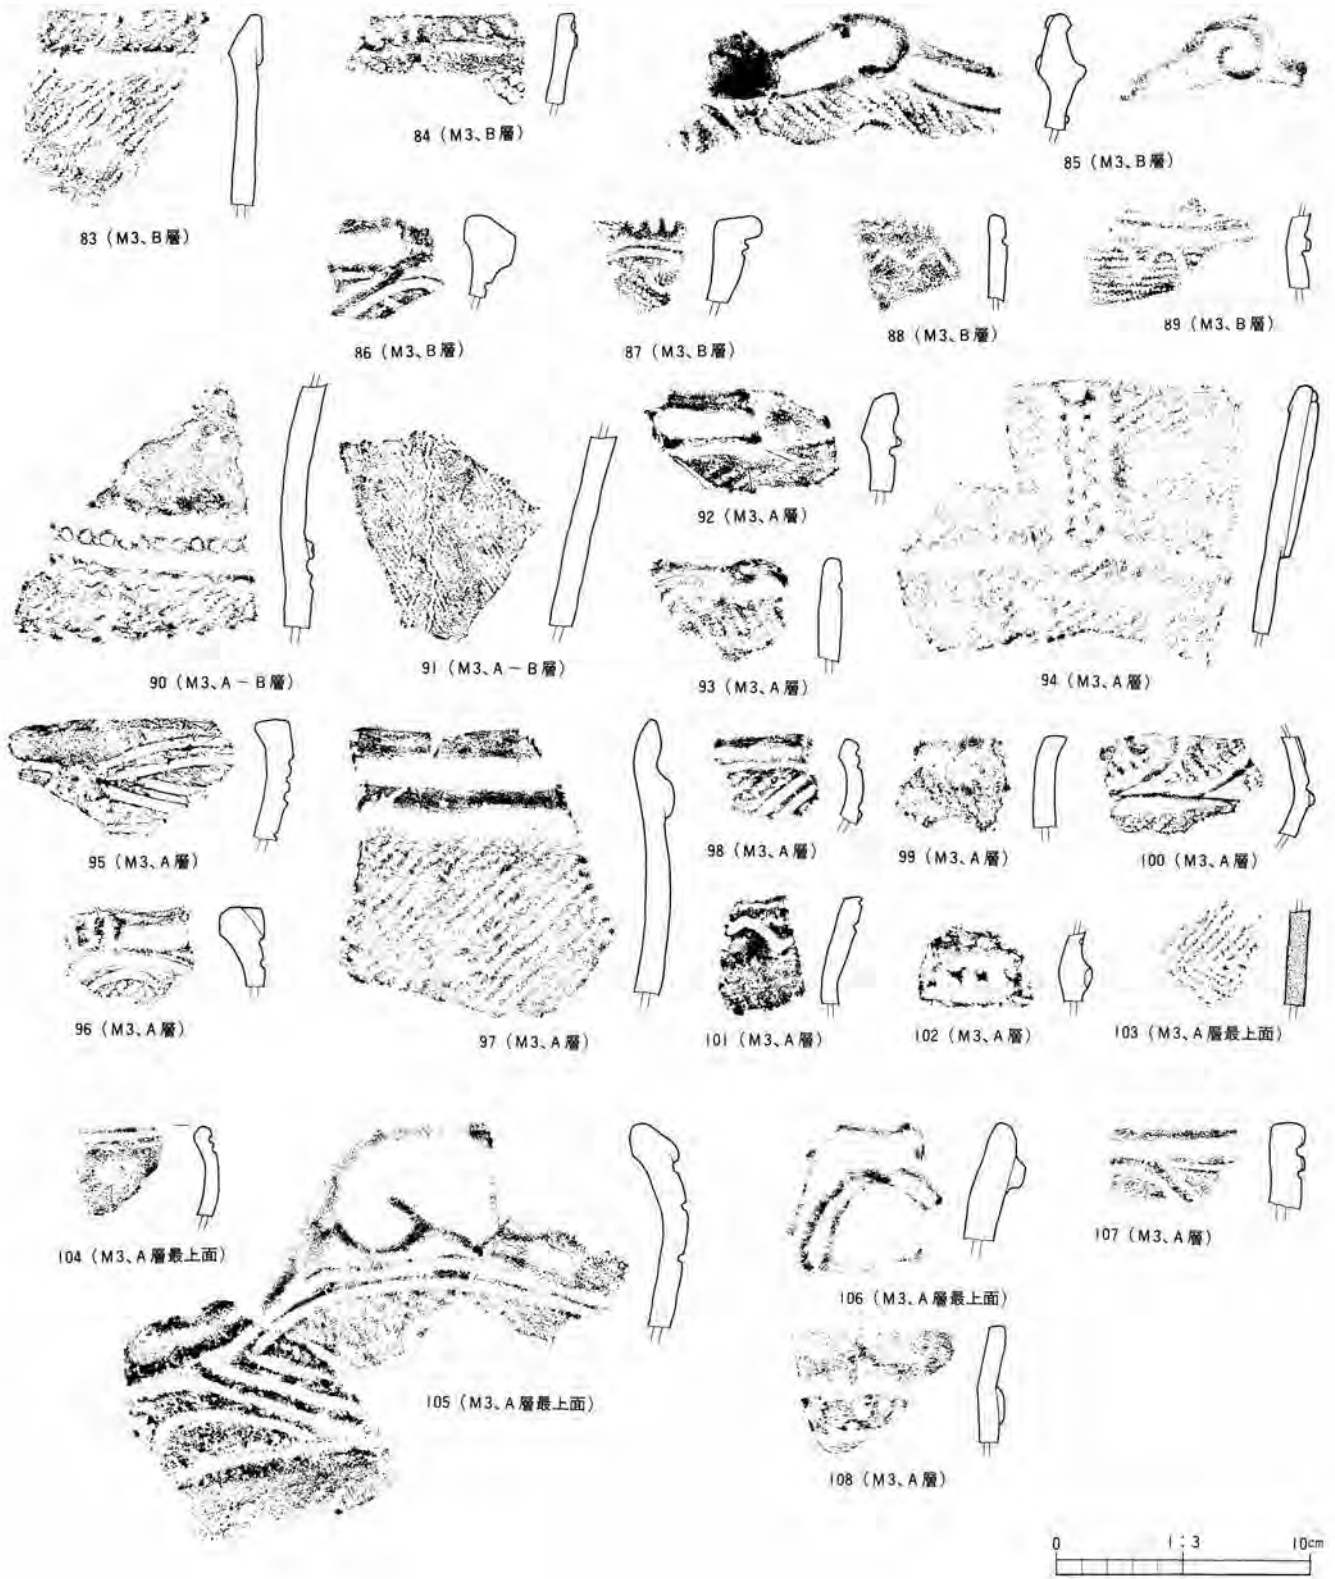 83 (M3、B層)
84 (M3、B層)
85 (M3、B層)
86 (M3、B層)
87 (M3、B層)
88 (M3、B層)
89 (M3、B層)
90 (M3、A－B層)
91 (M3、A－B層)
92 (M3、A層)
93 (M3、A層)
94 (M3、A層)
95 (M3、A層)
96 (M3、A層)
97 (M3、A層)
98 (M3、A層)
99 (M3、A層)
100 (M3、A層)
101 (M3、A層)
102 (M3、A層)
103 (M3、A層最上面)
104 (M3、A層最上面)
105 (M3、A層最上面)
106 (M3、A層最上面)
107 (M3、A層)
108 (M3、A層)
0 1:3 10cm